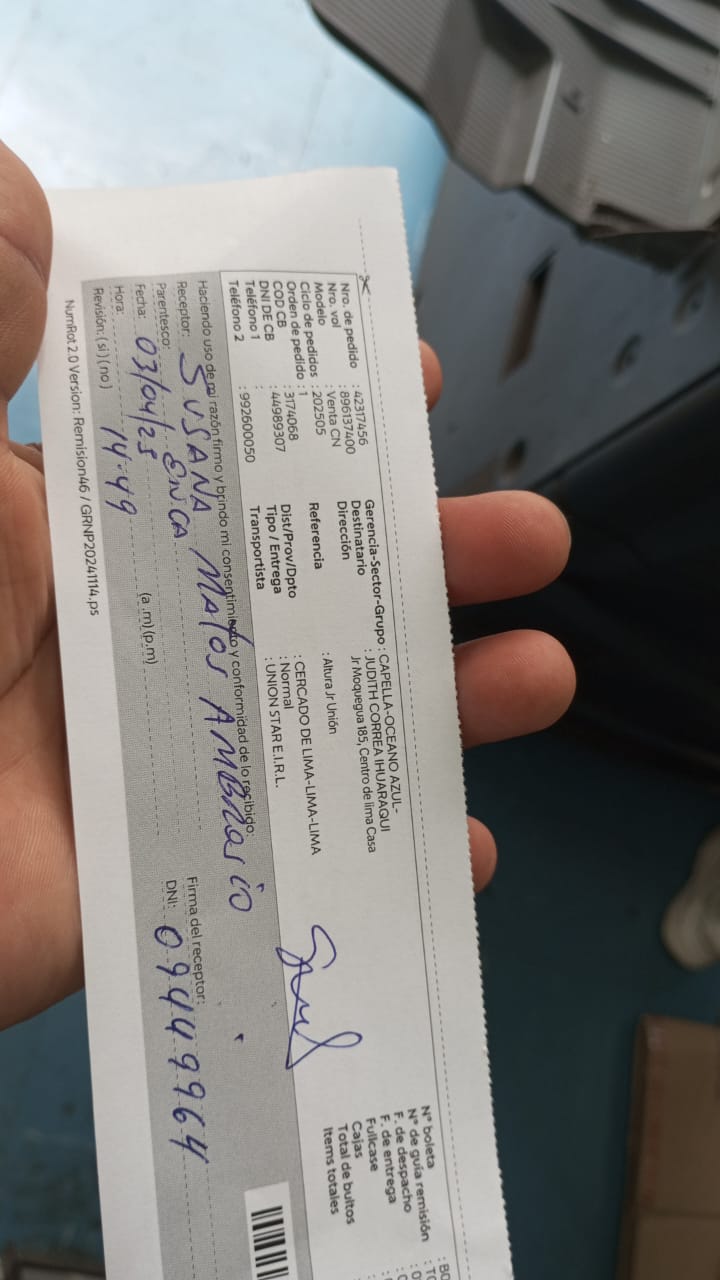 Nro. de pedido : 42317456
Nro. vol : 896137400
Modelo : Venta CN
Ciclo de pedidos : 202505
Orden de pedido : 1
COD CB : 3174068
DNI DE CB : 44989307
Teléfono 1 :
Teléfono 2 : 992600050
Gerencia-Sector-Grupo : CAPELLA-OCEANO AZUL-
Destinatario : JUDITH CORREA IHUARAQUI
Dirección Jr Moquegua 185, Centro de lima Casa
Referencia : Altura Jr Unión
Dist/Prov/Dpto : CERCADO DE LIMA-LIMA-LIMA
Tipo / Entrega : Normal
Transportista : UNION STAR E.I.R.L.
N° boleta : BO
N° de guía remisión : T0
F. de despacho
F. de entrega
Fullcase
Cajas
Total de bultos
Items totales
Haciendo uso de mi razón firmo y brindo mi consentimiento y conformidad de lo recibido:
Receptor: SUSANA MATOS AMBROSIO
Firma del receptor:
Parentesco:
DNI: 09449964
Fecha: 03/04/25
Hora: 14:49 (a.m)(p.m)
Revisión: (si) (no)
NumRot 2.0 Version: Remision46 / GRNP20241114.ps